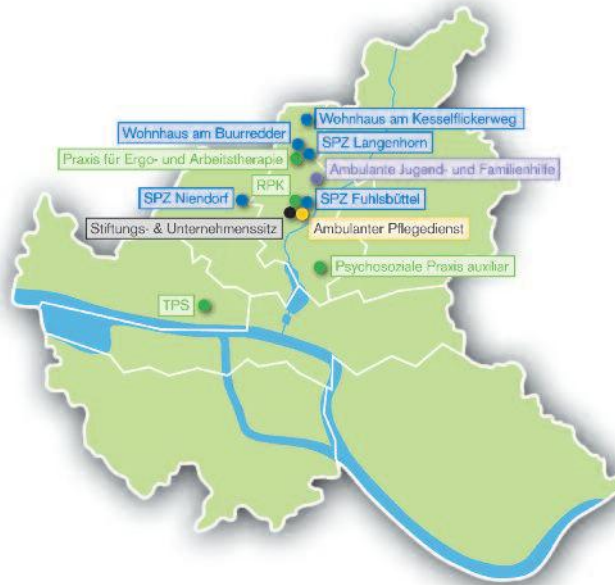 Wohnhaus am Kesselflickerweg
Wohnhaus am Buurredder
SPZ Langenhorn
Praxis für Ergo- und Arbeitstherapie
Ambulante Jugend- und Familienhilfe
RPK
SPZ Niendorf
SPZ Fuhlsbüttel
Stiftungs- & Unternehmenssitz
Ambulanter Pflegedienst
Psychosoziale Praxis auxiliar
TPS